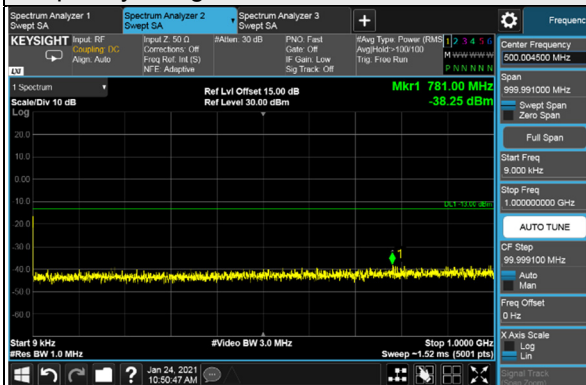 Spectrum Analyzer 1
Swept SA
Spectrum Analyzer 2
Swept SA
Spectrum Analyzer 3
Swept SA
+
Frequenc
KEYSIGHT
LXI
Input: RF
Coupling: DC
Align: Auto
Input Z: 50 Ω
Corrections: Off
Freq Ref: Int (S)
NFE: Adaptive
#Atten: 30 dB
PNO: Fast
Gate: Off
IF Gain: Low
Sig Track: Off
#Avg Type: Power (RMS
Avg|Hold:>100/100
Trig: Free Run
1 2 3 4 5 6
M W W W W W
P N N N N N
1 Spectrum
Scale/Div 10 dB
Log
Ref Lvl Offset 15.00 dB
Ref Level 30.00 dBm
Mkr1 781.00 MHz
-38.25 dBm
20.0
10.0
0.00
-10.0
-20.0
-30.0
-40.0
-50.0
-60.0
DL1 -13.00 dBm
1
Start 9 kHz
#Res BW 1.0 MHz
#Video BW 3.0 MHz
Stop 1.0000 GHz
Sweep ~1.52 ms (5001 pts)
Jan 24, 2021
10:50:47 AM
Center Frequency
500.004500 MHz
Span
999.991000 MHz
Swept Span
Zero Span
Full Span
Start Freq
9.000 kHz
Stop Freq
1.000000000 GHz
AUTO TUNE
CF Step
99.999100 MHz
Auto
Man
Freq Offset
0 Hz
X Axis Scale
Log
Lin
Signal Track